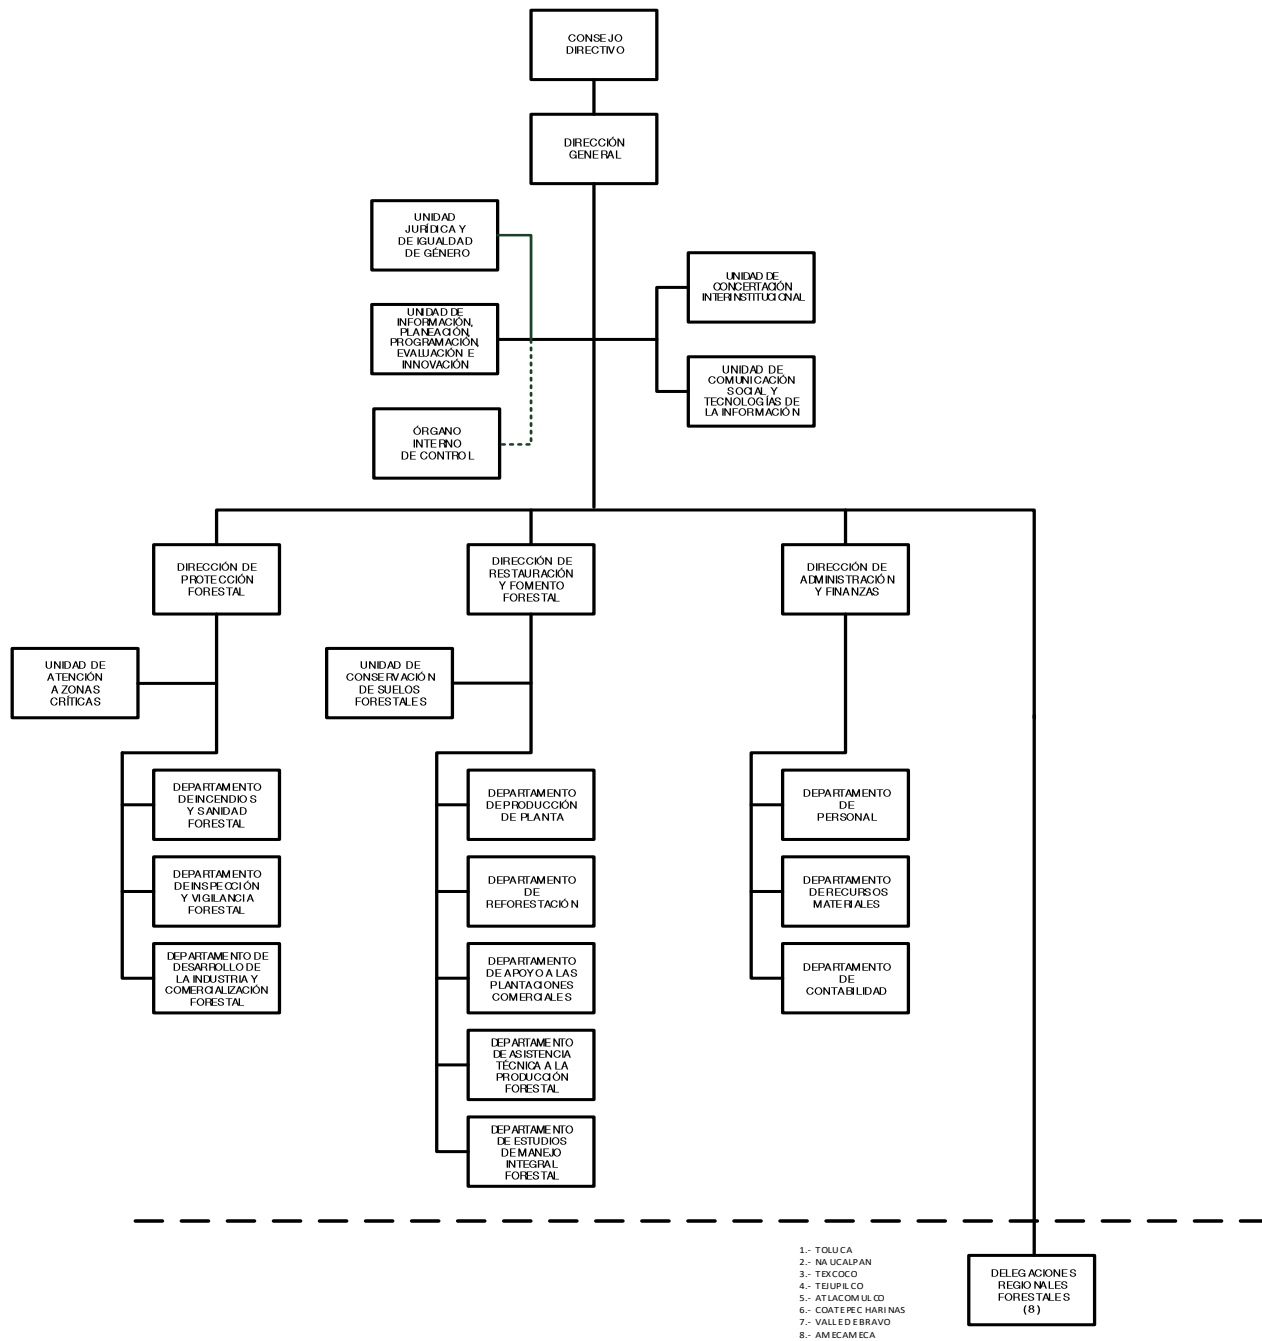 CONSEJO
DIRECTIVO
DIRECCIÓN
GENERAL
UNIDAD
JURÍDICA Y
DE IGUALDAD
DE GÉNERO
UNIDAD DE
CONCERTACIÓN
INTERINSTITUCIONAL
UNIDAD DE
INFORMACIÓN,
PLANEACIÓN,
PROGRAMACIÓN,
EVALUACIÓN E
INNOVACIÓN
UNIDAD DE
COMUNICACIÓN
SOCIAL Y
TECNOLOGÍAS DE
LA INFORMACIÓN
ÓRGANO
INTERNO
DE CONTROL
DIRECCIÓN DE
PROTECCIÓN
FORESTAL
DIRECCIÓN DE
RESTAURACIÓN
Y FOMENTO
FORESTAL
DIRECCIÓN DE
ADMINISTRACIÓN
Y FINANZAS
UNIDAD DE
ATENCIÓN
A ZONAS
CRÍTICAS
UNIDAD DE
CONSERVACIÓN
DE SUELOS
FORESTALES
DEPARTAMENTO
DE INCENDIOS
Y SANIDAD
FORESTAL
DEPARTAMENTO
DE INSPECCIÓN
Y VIGILANCIA
FORESTAL
DEPARTAMENTO DE
DESARROLLO DE
LA INDUSTRIA Y
COMERCIALIZACIÓN
FORESTAL
DEPARTAMENTO
DE PRODUCCIÓN
DE PLANTA
DEPARTAMENTO
DE
REFORESTACIÓN
DEPARTAMENTO
DE APOYO A LAS
PLANTACIONES
COMERCIALES
DEPARTAMENTO
DE ASISTENCIA
TÉCNICA A LA
PRODUCCIÓN
FORESTAL
DEPARTAMENTO
DE ESTUDIOS
DE MANEJO
INTEGRAL
FORESTAL
DEPARTAMENTO
DE
PERSONAL
DEPARTAMENTO
DE RECURSOS
MATERIALES
DEPARTAMENTO
DE
CONTABILIDAD
1.- TOLUCA
2.- NAUCALPAN
3.- TEXCOCO
4.- TEJUPILCO
5.- ATLACOMULCO
6.- COATEPEC HARINAS
7.- VALLE DE BRAVO
8.- AMECAMECA
DELEGACIONES
REGIONALES
FORESTALES
(8)